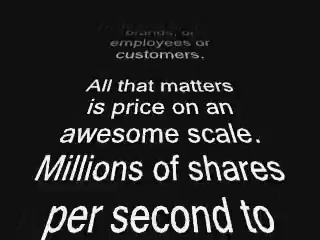 brands, or
employees or
customers.
All that matters
is price on an
awesome scale.
Millions of shares
per second to